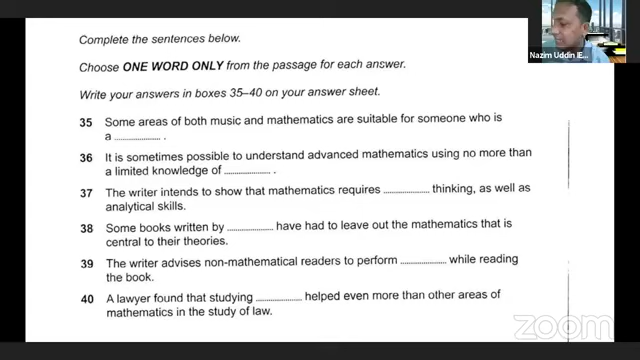 Complete the sentences below.
Choose ONE WORD ONLY from the passage for each answer.
Write your answers in boxes 35–40 on your answer sheet.
35 Some areas of both music and mathematics are suitable for someone who is
a .................... .
36 It is sometimes possible to understand advanced mathematics using no more than
a limited knowledge of .................... .
37 The writer intends to show that mathematics requires .................... thinking, as well as
analytical skills.
38 Some books written by .................... have had to leave out the mathematics that is
central to their theories.
39 The writer advises non-mathematical readers to perform .................... while reading
the book.
40 A lawyer found that studying .................... helped even more than other areas of
mathematics in the study of law.
Nazim Uddin IE...
zoom